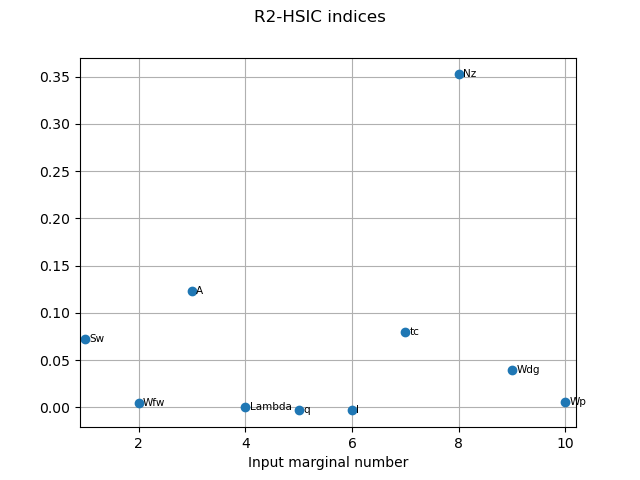 R2-HSIC indices
0.35
0.30
0.25
0.20
0.15
0.10
0.05
0.00
Nz
A
tc
Sw
Wdg
Wp
Wfw
Lambda
q
l
2 4 6 8 10
Input marginal number